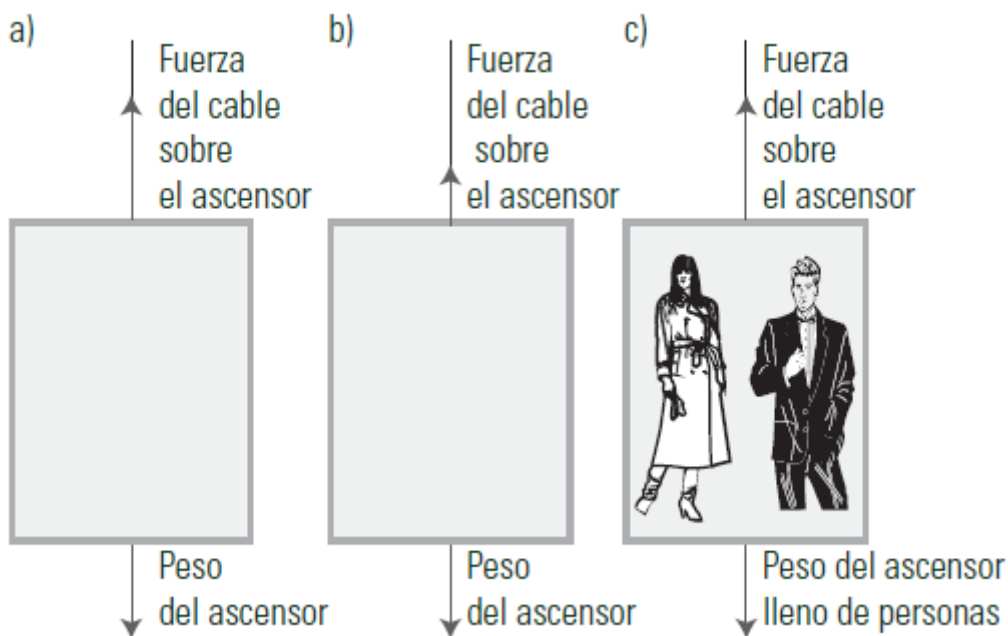 a)
Fuerza
del cable
sobre
el ascensor
Peso
del ascensor
b)
Fuerza
del cable
sobre
el ascensor
Peso
del ascensor
c)
Fuerza
del cable
sobre
el ascensor
Peso del ascensor
lleno de personas